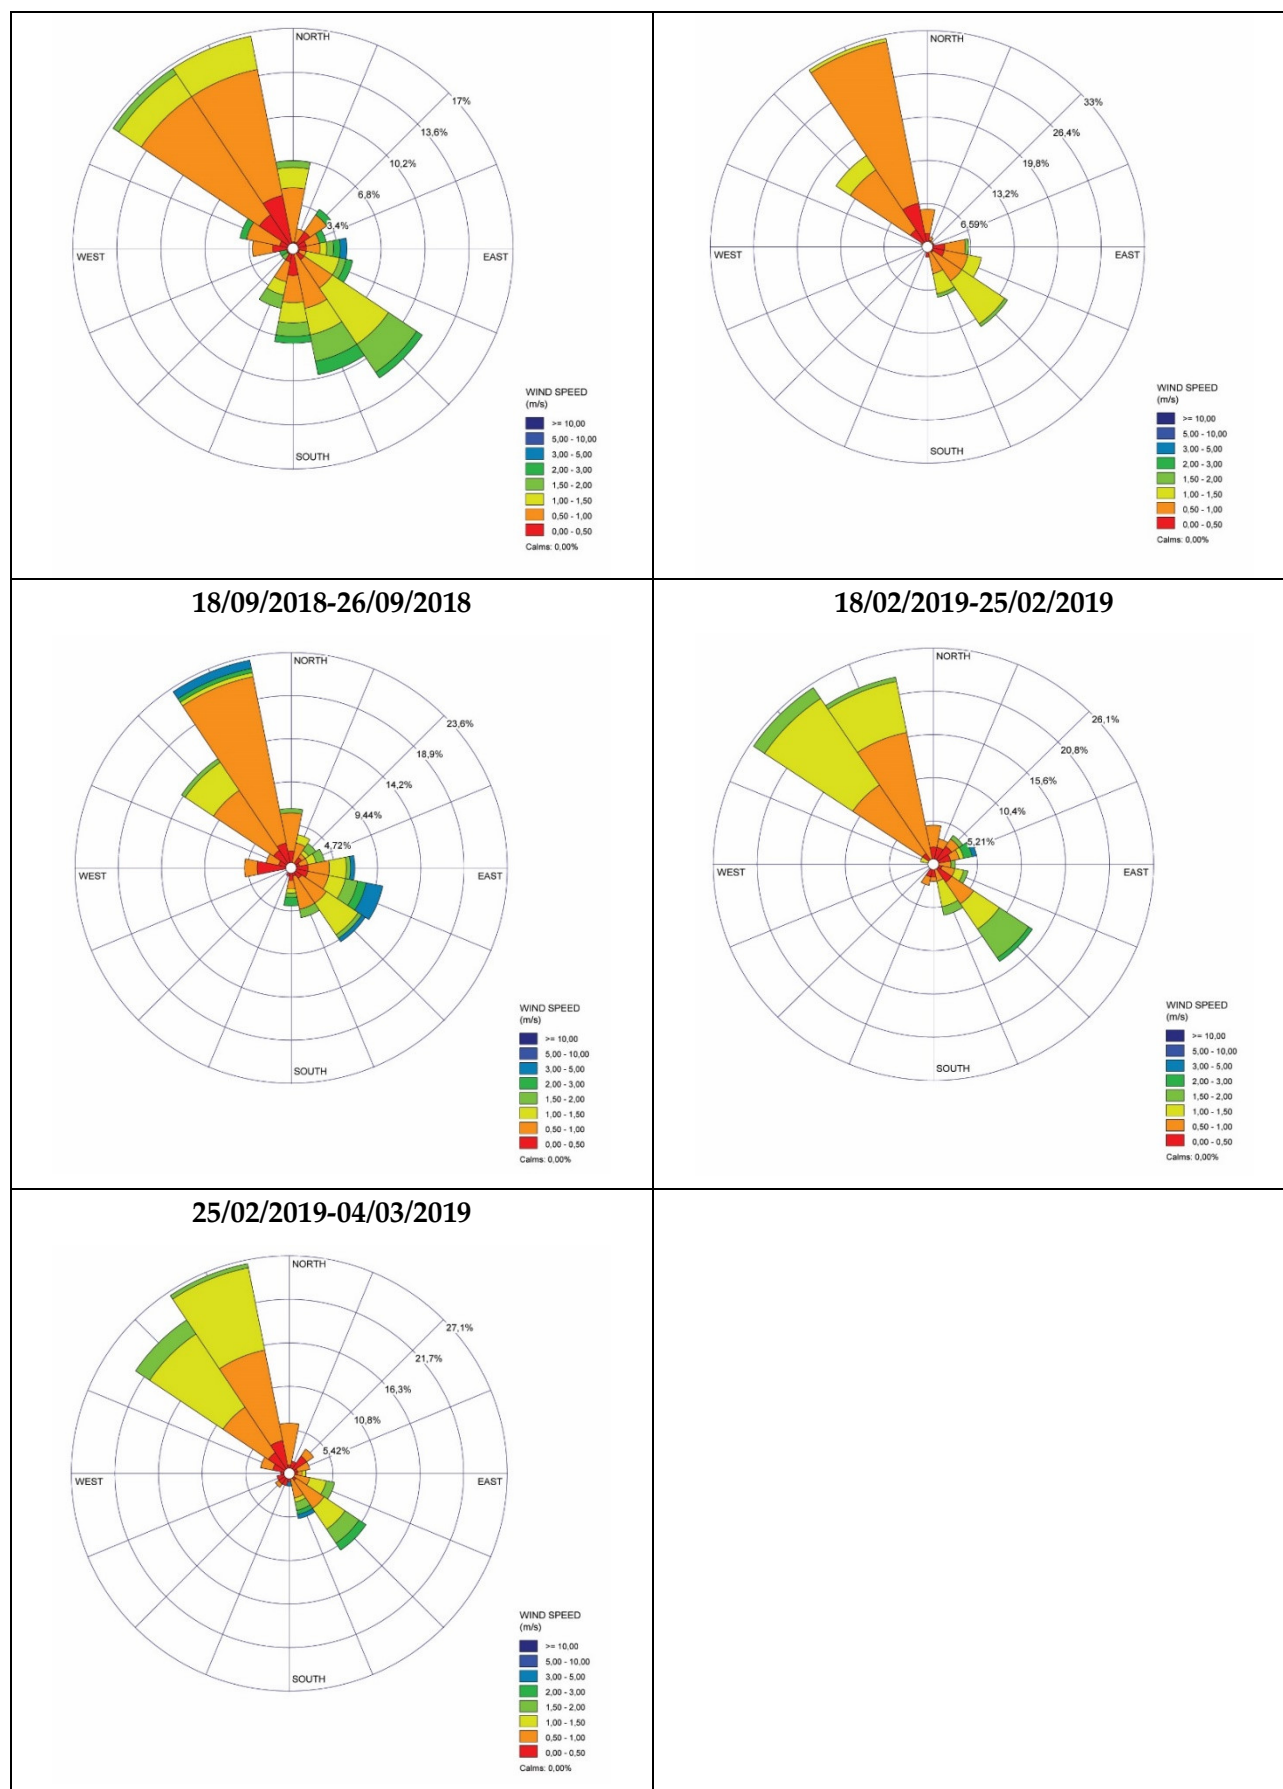 NORTH
17%
13,6%
10,2%
6,8%
3,4%
WEST
EAST
SOUTH
WIND SPEED
(m/s)
>= 10,00
5,00 - 10,00
3,00 - 5,00
2,00 - 3,00
1,50 - 2,00
1,00 - 1,50
0,50 - 1,00
0,00 - 0,50
Calms: 0,00%
NORTH
33%
26,4%
19,8%
13,2%
6,59%
WEST
EAST
SOUTH
WIND SPEED
(m/s)
>= 10,00
5,00 - 10,00
3,00 - 5,00
2,00 - 3,00
1,50 - 2,00
1,00 - 1,50
0,50 - 1,00
0,00 - 0,50
Calms: 0,00%
18/09/2018-26/09/2018
NORTH
23,6%
18,9%
14,2%
9,44%
4,72%
WEST
EAST
SOUTH
WIND SPEED
(m/s)
>= 10,00
5,00 - 10,00
3,00 - 5,00
2,00 - 3,00
1,50 - 2,00
1,00 - 1,50
0,50 - 1,00
0,00 - 0,50
Calms: 0,00%
18/02/2019-25/02/2019
NORTH
26,1%
20,8%
15,6%
10,4%
5,21%
WEST
EAST
SOUTH
WIND SPEED
(m/s)
>= 10,00
5,00 - 10,00
3,00 - 5,00
2,00 - 3,00
1,50 - 2,00
1,00 - 1,50
0,50 - 1,00
0,00 - 0,50
Calms: 0,00%
25/02/2019-04/03/2019
NORTH
27,1%
21,7%
16,3%
10,8%
5,42%
WEST
EAST
SOUTH
WIND SPEED
(m/s)
>= 10,00
5,00 - 10,00
3,00 - 5,00
2,00 - 3,00
1,50 - 2,00
1,00 - 1,50
0,50 - 1,00
0,00 - 0,50
Calms: 0,00%